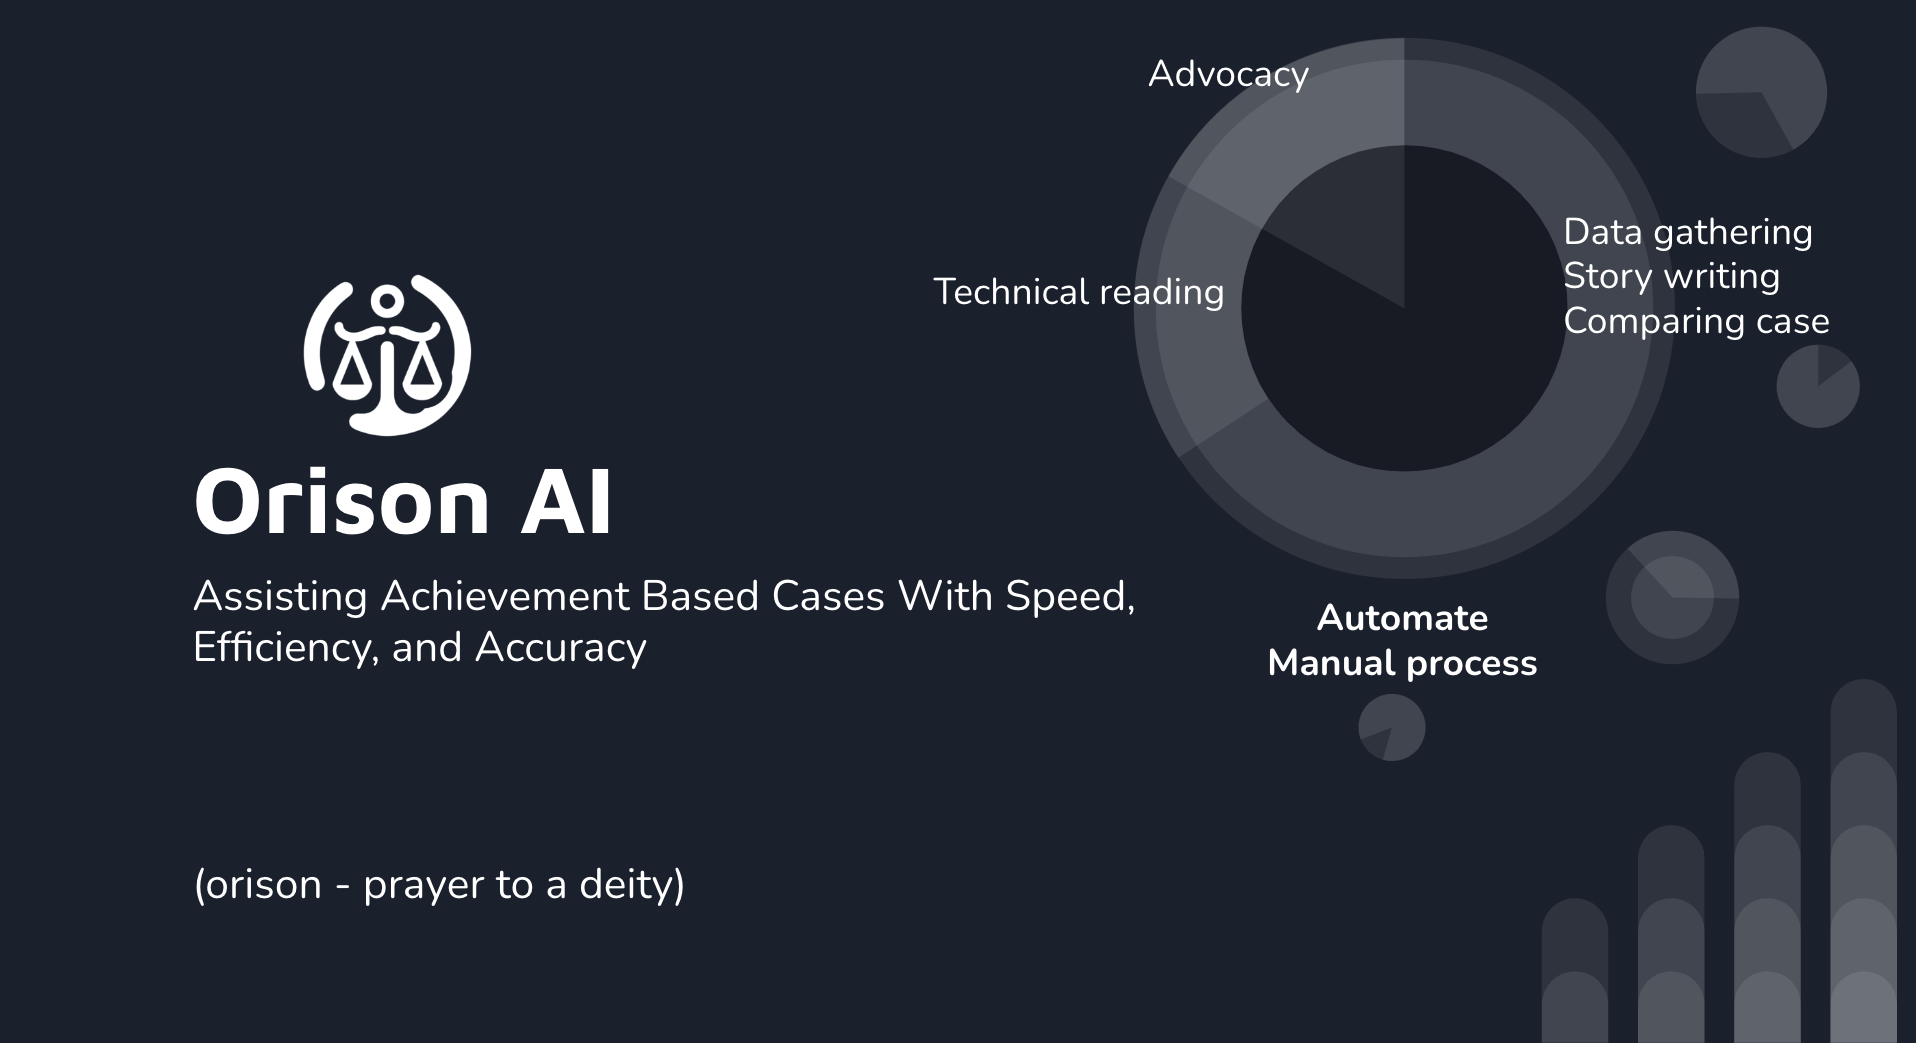 Orison AI
Assisting Achievement Based Cases With Speed,
Efficiency, and Accuracy
(orison - prayer to a deity)
Advocacy
Technical reading
Data gathering
Story writing
Comparing case
Automate
Manual process